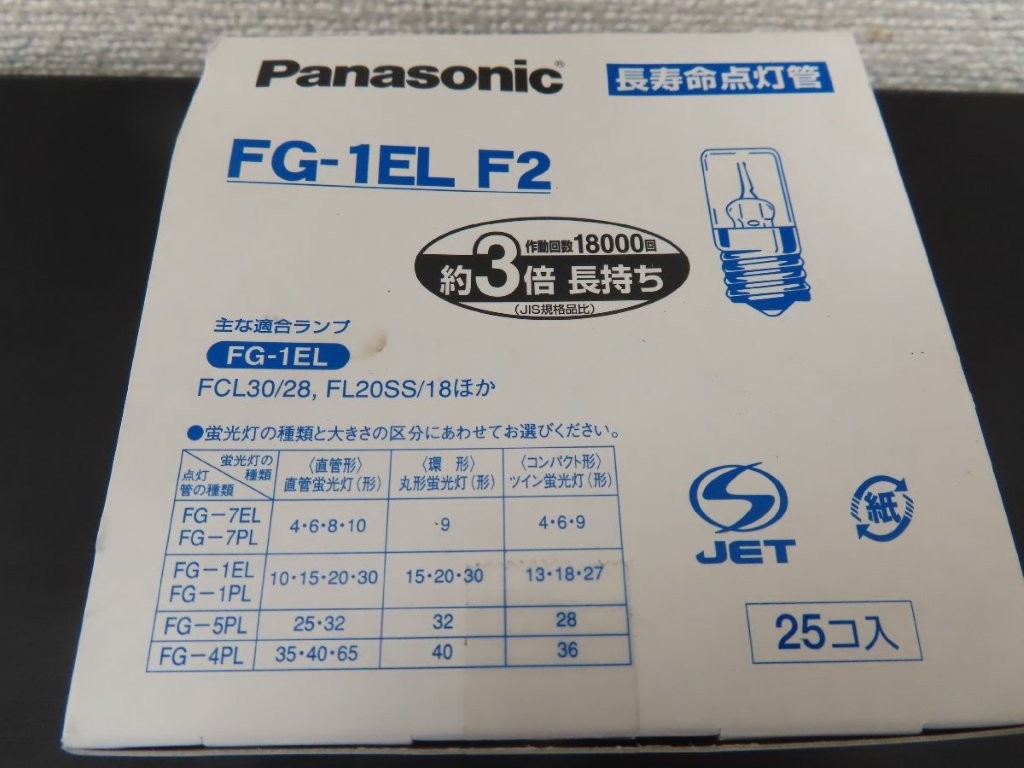 Panasonic®
長寿命点灯管
FG-1EL F2
作動回数18000回
約3倍 長持ち
(JIS規格品比)
主な適合ランプ
FG-1EL
FCL30/28, FL20SS/18ほか
●蛍光灯の種類と大きさの区分にあわせてお選びください。
蛍光灯の種類
点灯管の種類
〈直管形〉 直管蛍光灯(形)
〈環 形〉 丸形蛍光灯(形)
〈コンパクト形〉 ツイン蛍光灯(形)
FG-7EL FG-7PL 4・6・8・10 9 4・6・9
FG-1EL FG-1PL 10・15・20・30 15・20・30 13・18・27
FG-5PL 25・32 32 28
FG-4PL 35・40・65 40 36
JET
紙
25コ入